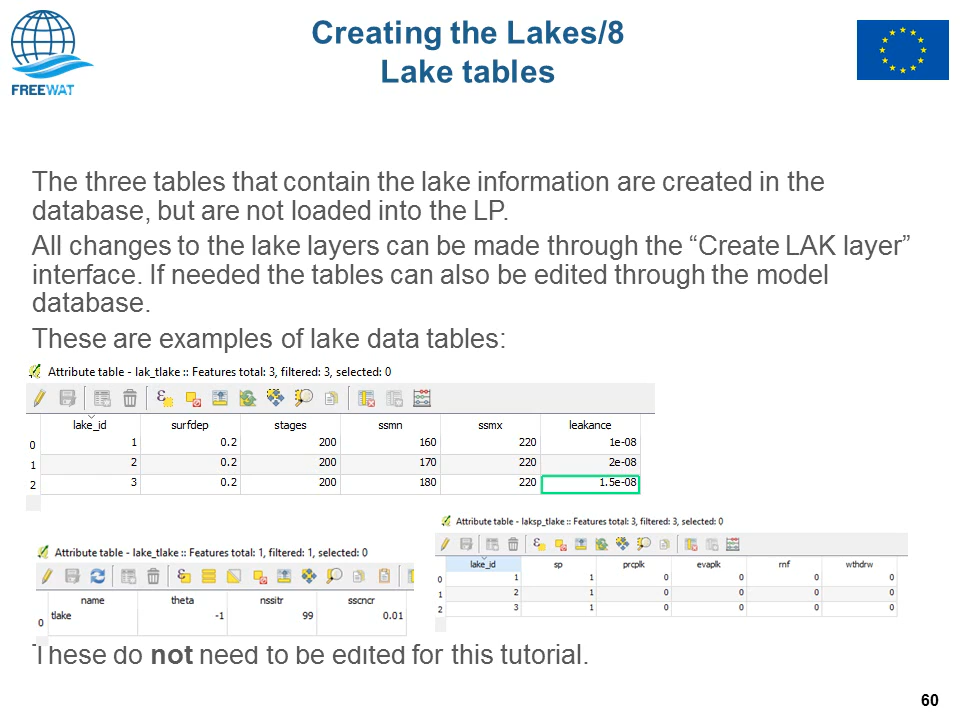 FREEWAT
Creating the Lakes/8
Lake tables
The three tables that contain the lake information are created in the
database, but are not loaded into the LP.
All changes to the lake layers can be made through the “Create LAK layer”
interface. If needed the tables can also be edited through the model
database.
These are examples of lake data tables:
Attribute table - lak_tlake :: Features total: 3, filtered: 3, selected: 0
lake_id surfdep stages ssmn ssmx leakance
0 1 0.2 200 160 220 1e-08
1 2 0.2 200 170 220 2e-08
2 3 0.2 200 180 220 1.5e-08
Attribute table - lake_tlake :: Features total: 1, filtered: 1, selected: 0
name theta nssitr sscncr
0 tlake -1 99 0.01
Attribute table - laksp_tlake :: Features total: 3, filtered: 3, selected: 0
lake_id sp prcplk evaplk rnf wthdrw
0 1 1 0 0 0 0
1 2 1 0 0 0 0
2 3 1 0 0 0 0
These do not need to be edited for this tutorial.
60